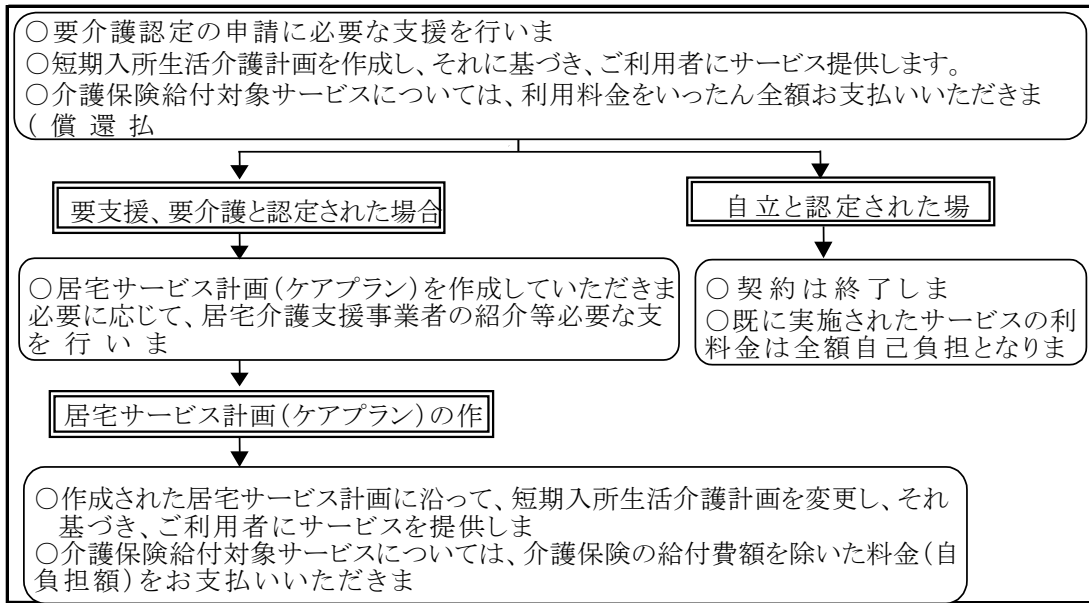 ○要介護認定の申請に必要な支援を行いま
○短期入所生活介護計画を作成し、それに基づき、ご利用者にサービス提供します。
○介護保険給付対象サービスについては、利用料金をいったん全額お支払いいただきま
(償還払
要支援、要介護と認定された場合
自立と認定された場
○居宅サービス計画(ケアプラン)を作成していただきま
必要に応じて、居宅介護支援事業者の紹介等必要な支
を行いま
○契約は終了しま
○既に実施されたサービスの利
料金は全額自己負担となりま
居宅サービス計画(ケアプラン)の作
○作成された居宅サービス計画に沿って、短期入所生活介護計画を変更し、それ
基づき、ご利用者にサービスを提供しま
○介護保険給付対象サービスについては、介護保険の給付費額を除いた料金(自
負担額)をお支払いいただきま